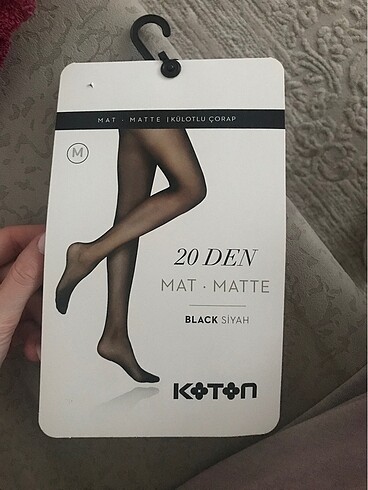 MAT · MATTE | KÜLOTLU ÇORAP
M
20 DEN
MAT · MATTE
BLACK SİYAH
KOTON